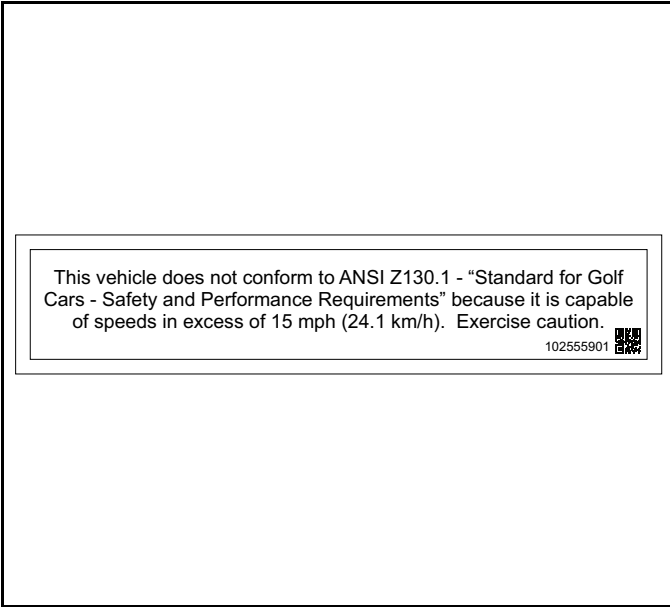 This vehicle does not conform to ANSI Z130.1 - “Standard for Golf
Cars - Safety and Performance Requirements” because it is capable
of speeds in excess of 15 mph (24.1 km/h).  Exercise caution.
102555901